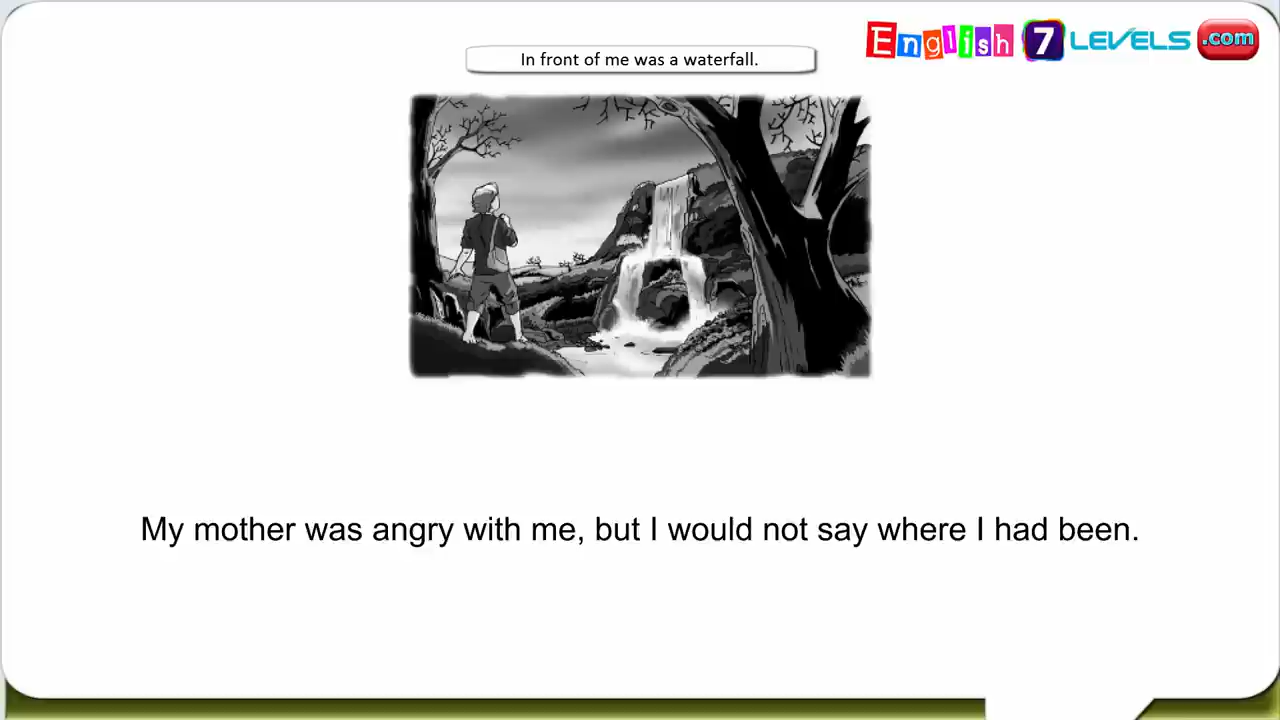 English 7 LEVELS .com
In front of me was a waterfall.
My mother was angry with me, but I would not say where I had been.